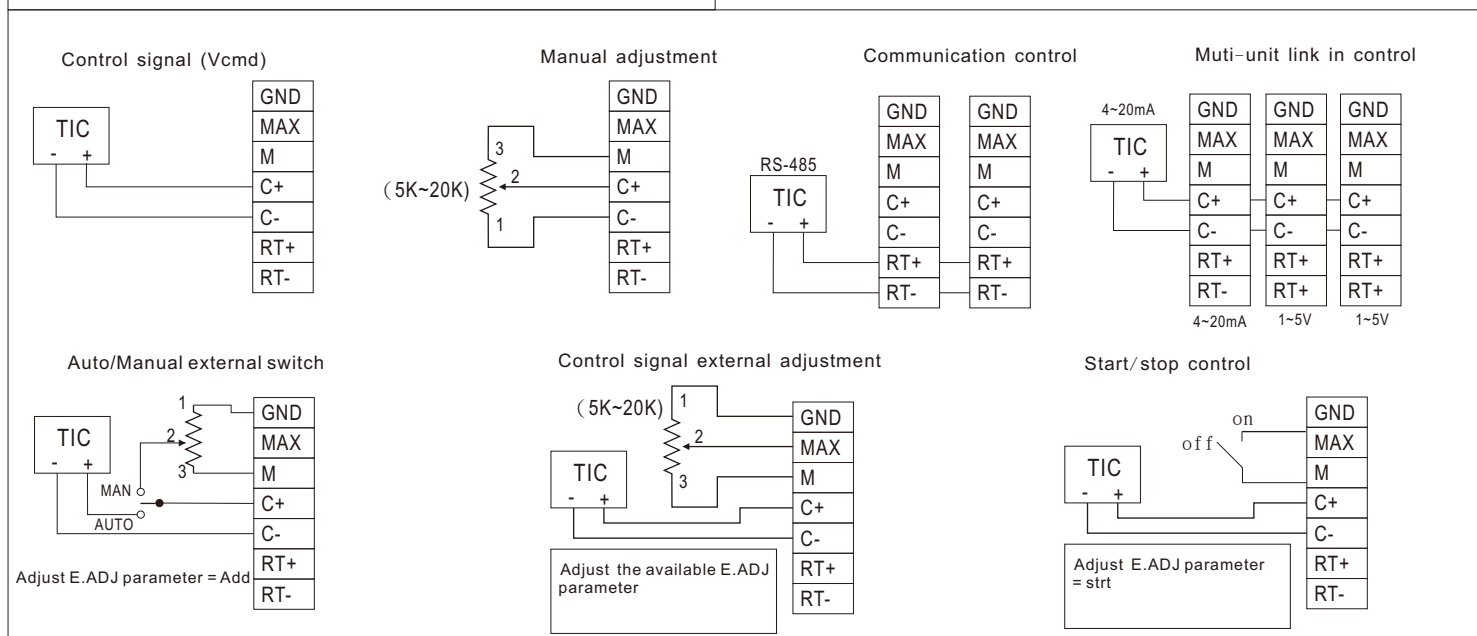 Control signal (Vcmd)
TIC
- +
GND
MAX
M
C+
C-
RT+
RT-
Manual adjustment
(5K~20K)
3
2
1
GND
MAX
M
C+
C-
RT+
RT-
Communication control
RS-485
TIC
- +
GND
MAX
M
C+
C-
RT+
RT-
GND
MAX
M
C+
C-
RT+
RT-
Muti-unit link in control
4~20mA
TIC
- +
GND
MAX
M
C+
C-
RT+
RT-
4~20mA
GND
MAX
M
C+
C-
RT+
RT+
1~5V
GND
MAX
M
C+
C-
RT+
RT+
1~5V
Auto/Manual external switch
TIC
- +
1
2
3
MAN
AUTO
GND
MAX
M
C+
C-
RT+
RT-
Adjust E.ADJ parameter = Add
Control signal external adjustment
(5K~20K)
1
2
3
TIC
- +
GND
MAX
M
C+
C-
RT+
RT-
Adjust the available E.ADJ
parameter
Start/stop control
on
off
TIC
- +
GND
MAX
M
C+
C-
RT+
RT-
Adjust E.ADJ parameter
= strt